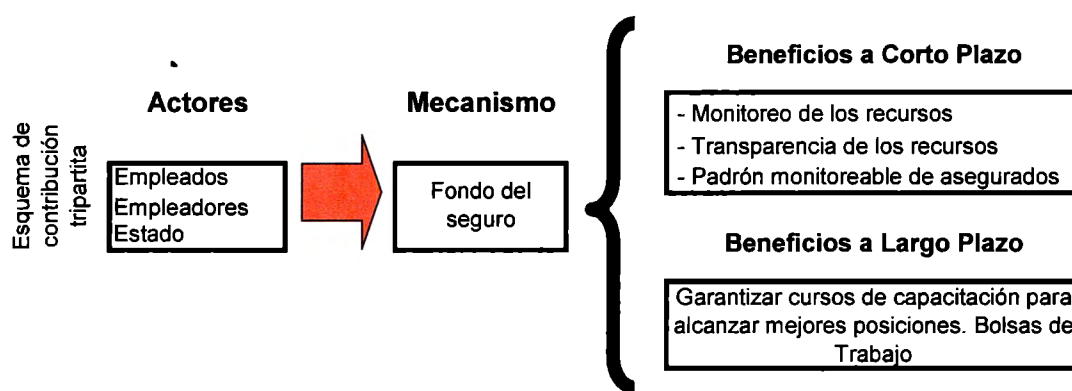 Esquema de
contribución
tripartita
Actores
Empleados
Empleadores
Estado
Mecanismo
Fondo del
seguro
Beneficios a Corto Plazo
- Monitoreo de los recursos
- Transparencia de los recursos
- Padrón monitoreable de asegurados
Beneficios a Largo Plazo
Garantizar cursos de capacitación para
alcanzar mejores posiciones. Bolsas de
Trabajo